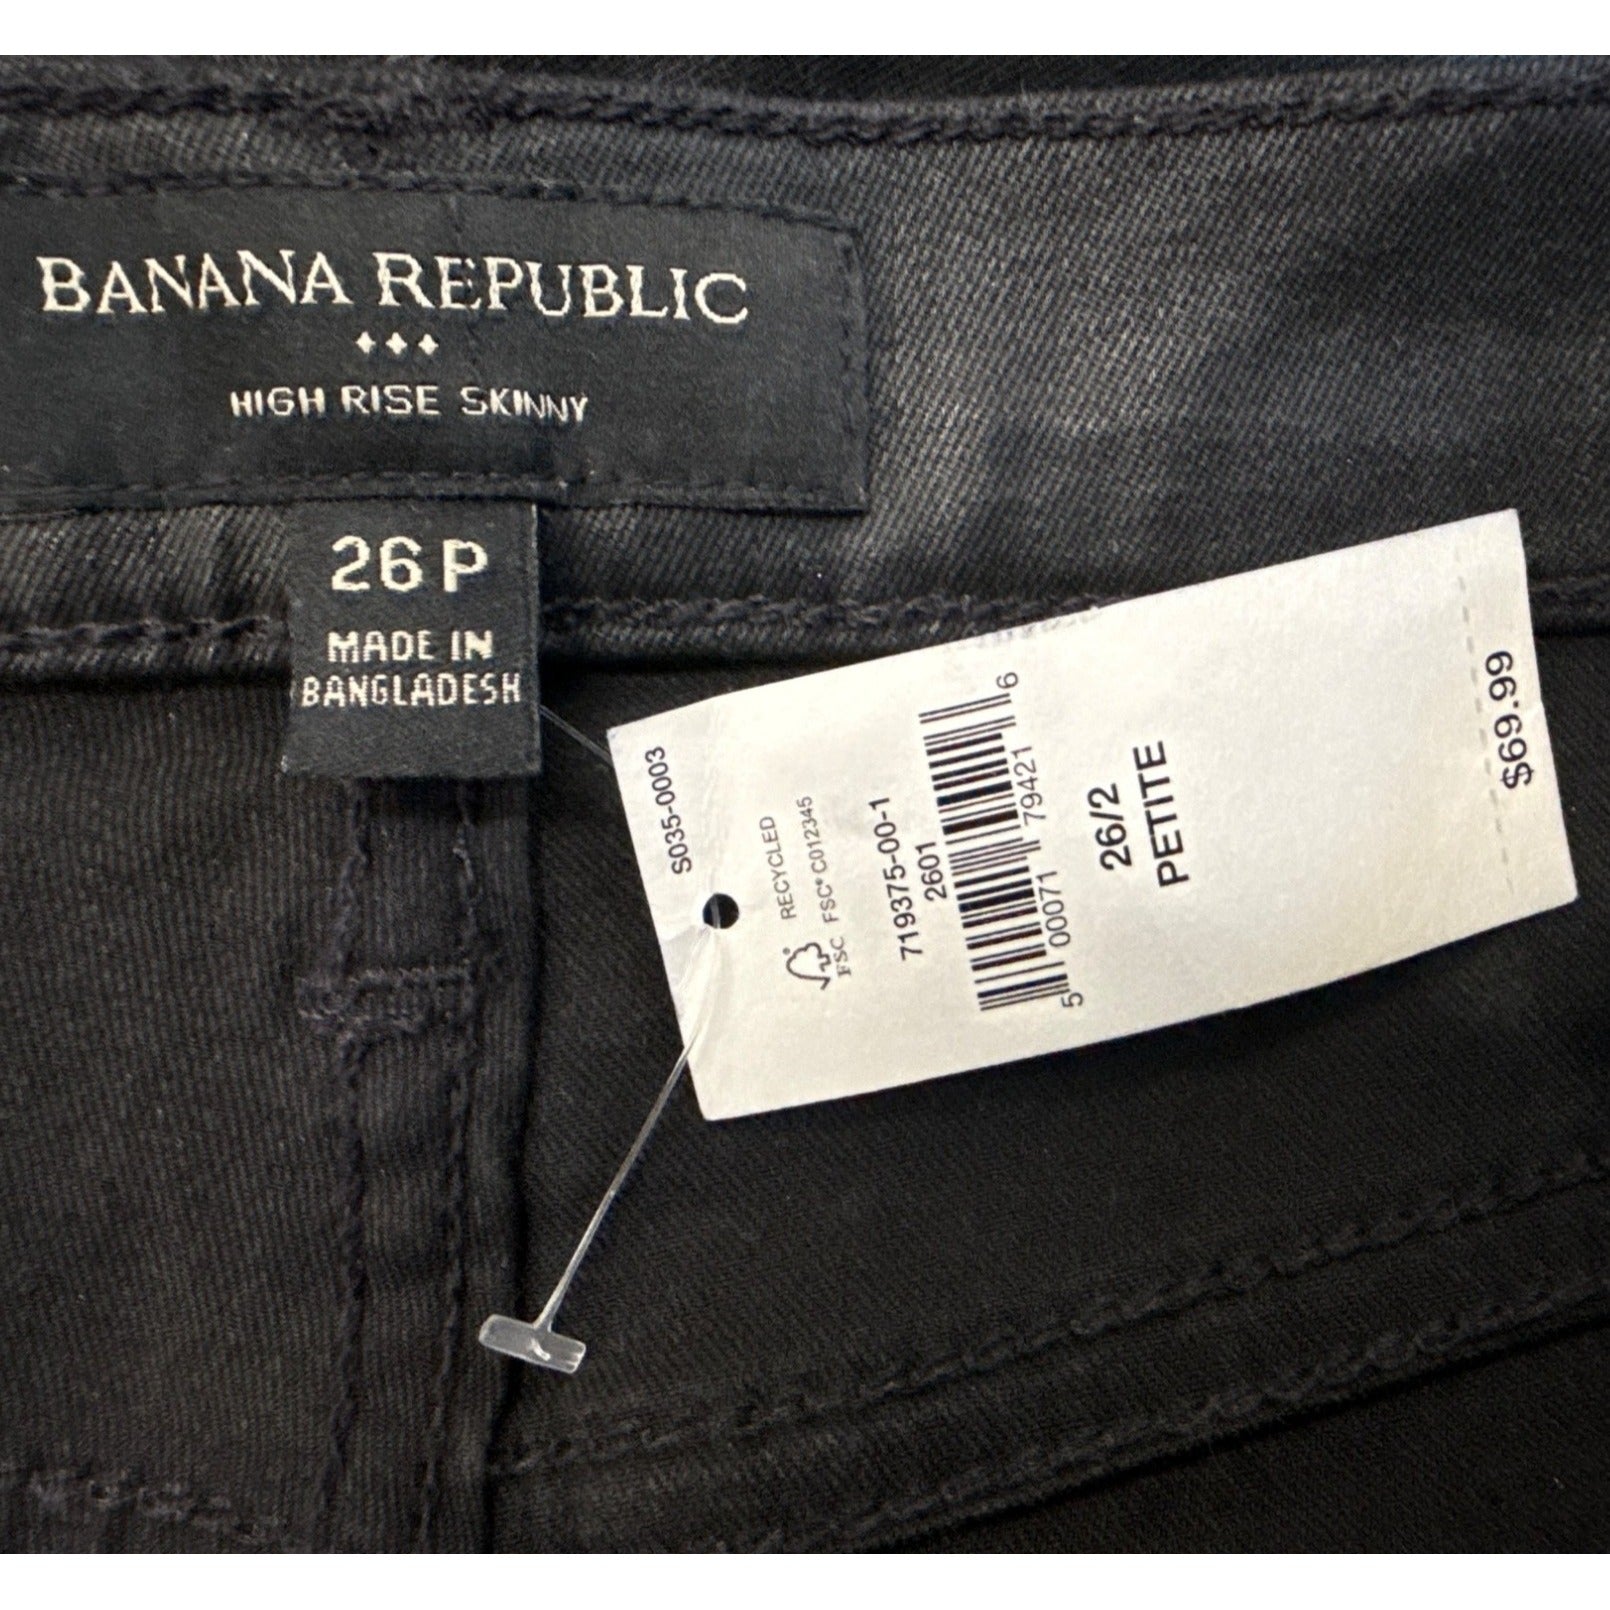 BANANA REPUBLIC
HIGH RISE SKINNY
26 P
MADE IN
BANGLADESH
S035-0003
RECYCLED
FSC® C012345
FSC
719375-00-1
2601
5 00071 79421 6
26/2
PETITE
$69.99